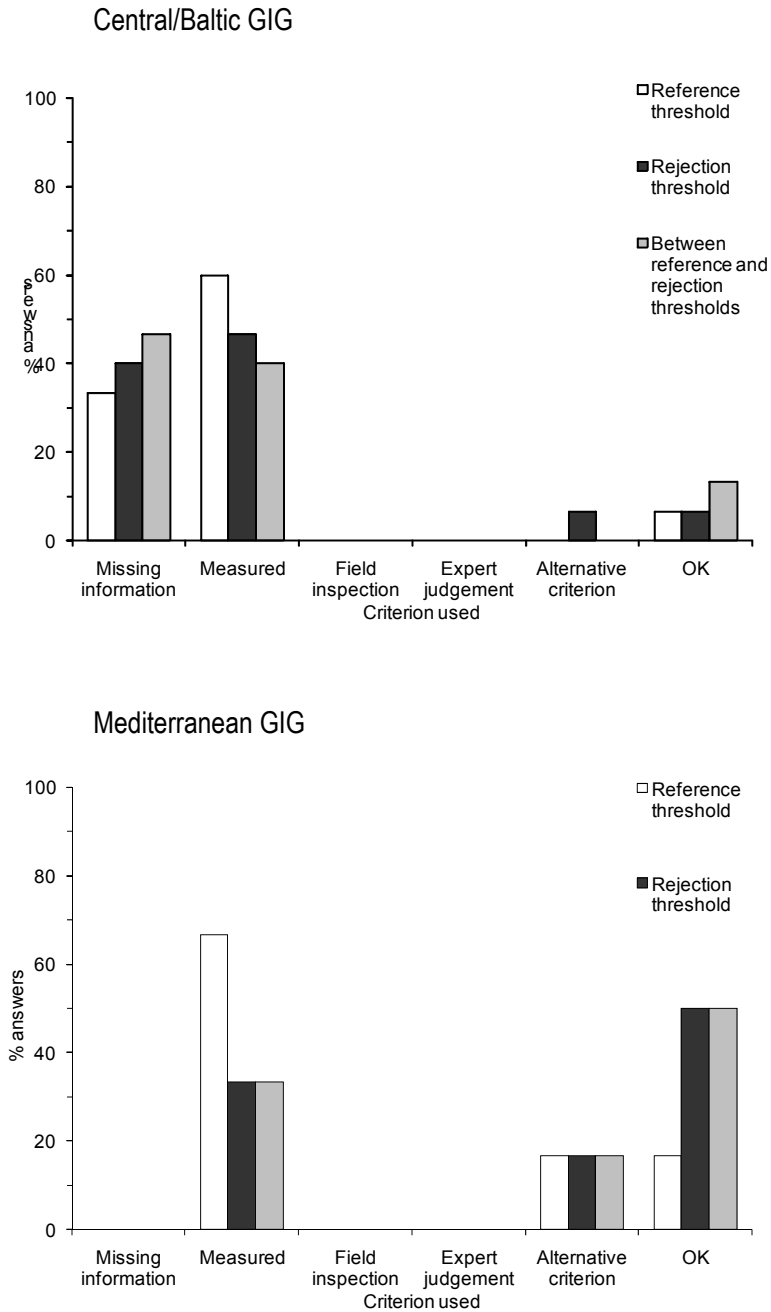 Central/Baltic GIG
100
80
60
40
20
0
% answers
Reference
threshold
Rejection
threshold
Between
reference and
rejection
thresholds
Missing
information
Measured
Field
inspection
Expert
judgement
Alternative
criterion
OK
Criterion used
Mediterranean GIG
100
80
60
40
20
0
% answers
Reference
threshold
Rejection
threshold
Missing
information
Measured
Field
inspection
Expert
judgement
Alternative
criterion
OK
Criterion used